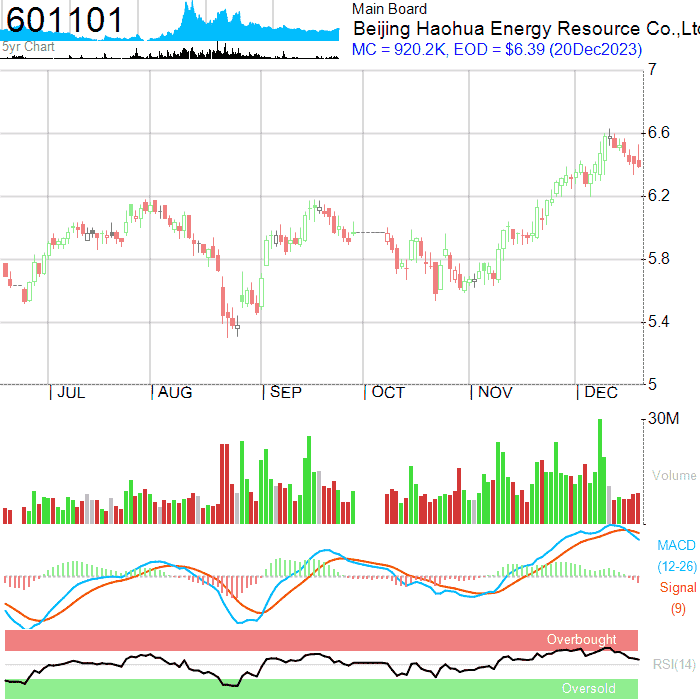 601101
5yr Chart
Main Board
Beijing Haohua Energy Resource Co.,Ltd
MC = 920.2K, EOD = $6.39 (20Dec2023)
7
6.6
6.2
5.8
5.4
5
JUL AUG SEP OCT NOV DEC
30M
Volume
MACD
(12-26)
Signal
(9)
Overbought
RSI(14)
Oversold